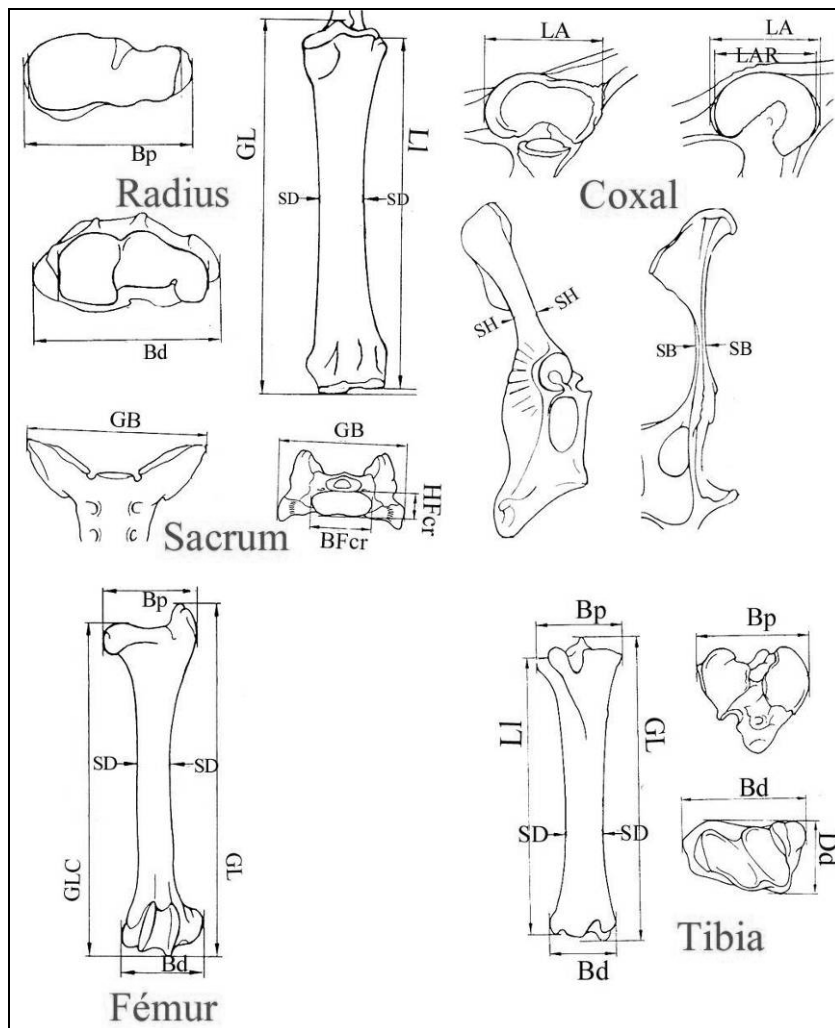 Bp
Radius
Bd
GL
Ll
SD SD
LA
LA
LAR
Coxal
SH SH
SB SB
GB
Sacrum
GB
HFcr
BFcr
Bp
SD SD
GLC
GL
Bd
Fémur
Bp
Ll
GL
SD SD
Bd
Bp
Bd
Dd
Tibia